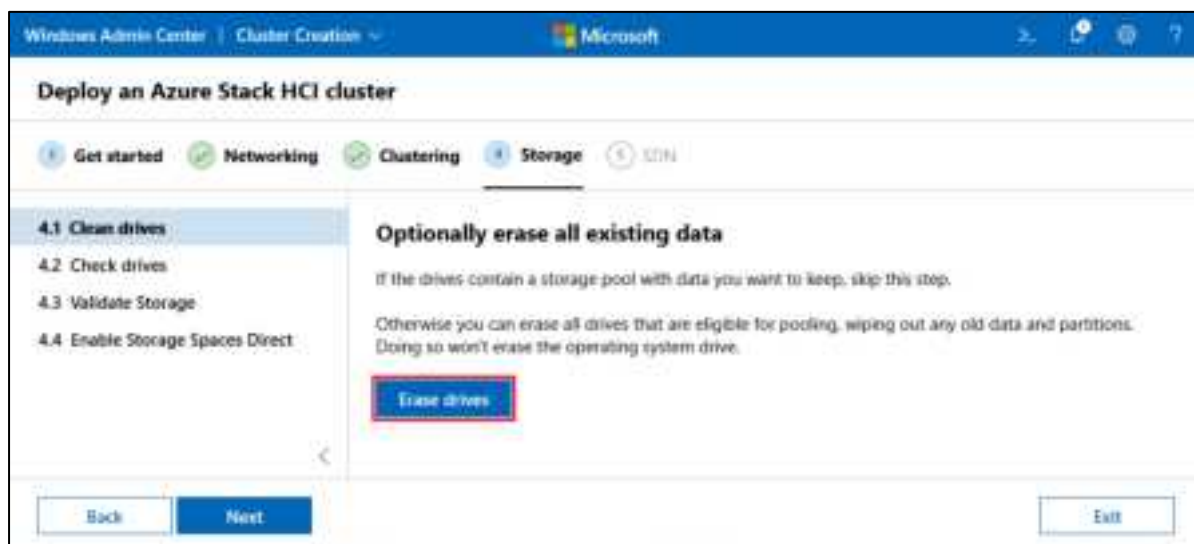 Windows Admin Center | Cluster Creation
Microsoft
Deploy an Azure Stack HCI cluster
1 Get started
Networking
Clustering
4 Storage
5 SDN
4.1 Clean drives
4.2 Check drives
4.3 Validate Storage
4.4 Enable Storage Spaces Direct
Optionally erase all existing data
If the drives contain a storage pool with data you want to keep, skip this step.
Otherwise you can erase all drives that are eligible for pooling, wiping out any old data and partitions.
Doing so won't erase the operating system drive.
Erase drives
Back
Next
Exit